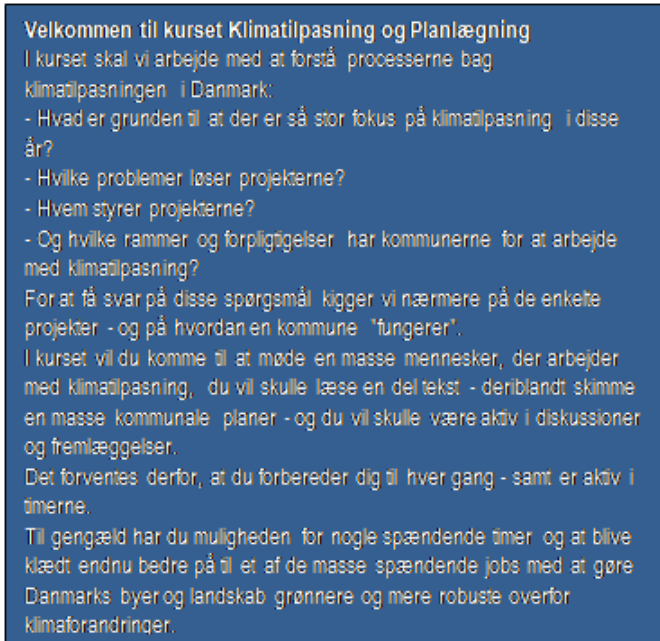 Velkommen til kurset Klimatilpasning og Planlægning
I kurset skal vi arbejde med at forstå processerne bag
klimatilpasningen i Danmark:
- Hvad er grunden til at der er så stor fokus på klimatilpasning i disse
år?
- Hvilke problemer løser projekterne?
- Hvem styrer projekterne?
- Og hvilke rammer og forpligtigelser har kommunerne for at arbejde
med klimatilpasning?
For at få svar på disse spørgsmål kigger vi nærmere på de enkelte
projekter - og på hvordan en kommune "fungerer".
I kurset vil du komme til at møde en masse mennesker, der arbejder
med klimatilpasning, du vil skulle læse en del tekst - deriblandt skimme
en masse kommunale planer - og du vil skulle være aktiv i diskussioner
og fremlæggelser.
Det forventes derfor, at du forbereder dig til hver gang - samt er aktiv i
timerne.
Til gengæld har du muligheden for nogle spændende timer og at blive
klædt endnu bedre på til et af de masse spændende jobs med at gøre
Danmarks byer og landskab grønnere og mere robuste overfor
klimaforandringer.